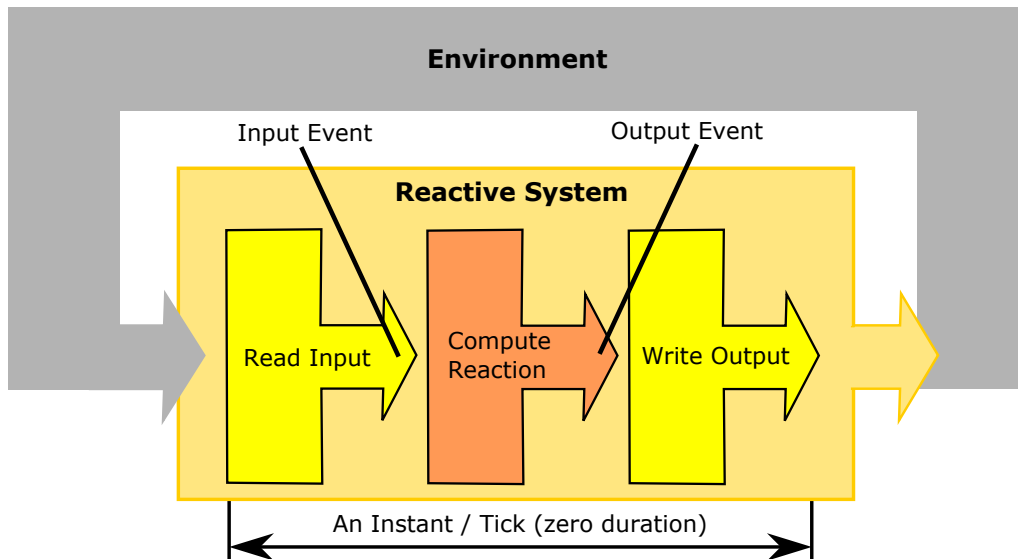 Environment
Input Event
Output Event
Reactive System
Read Input
Compute
Reaction
Write Output
An Instant / Tick (zero duration)